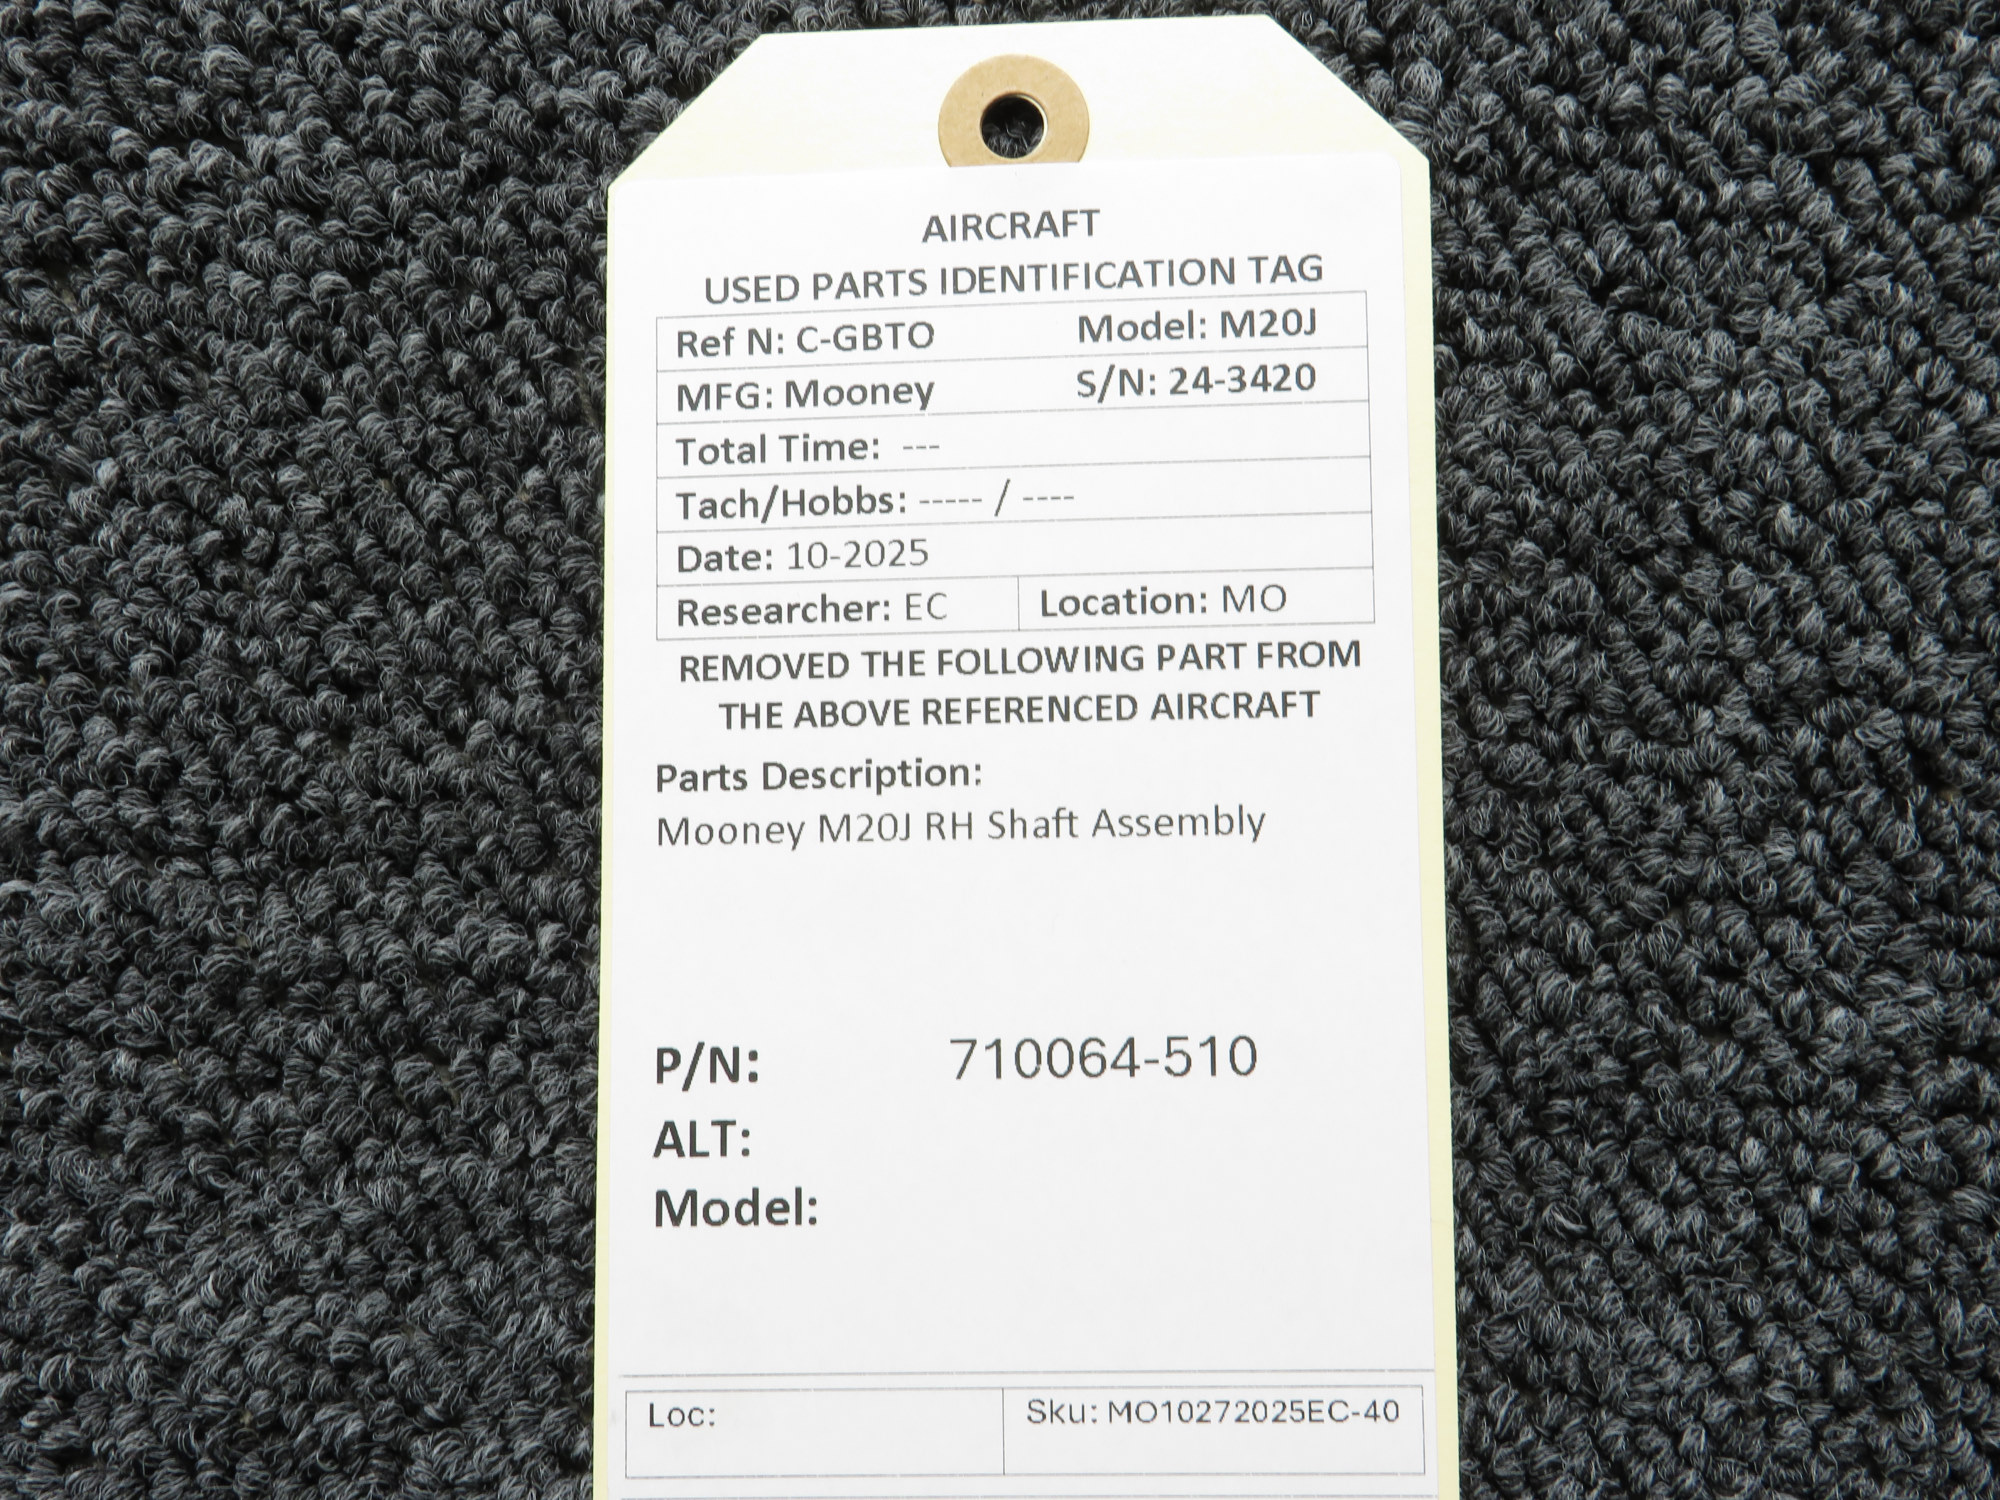 AIRCRAFT
USED PARTS IDENTIFICATION TAG
Ref N: C-GBTO Model: M20J
MFG: Mooney S/N: 24-3420
Total Time: ---
Tach/Hobbs: ----- / ----
Date: 10-2025
Researcher: EC Location: MO
REMOVED THE FOLLOWING PART FROM
THE ABOVE REFERENCED AIRCRAFT
Parts Description:
Mooney M20J RH Shaft Assembly
P/N: 710064-510
ALT:
Model:
Loc: Sku: MO10272025EC-40